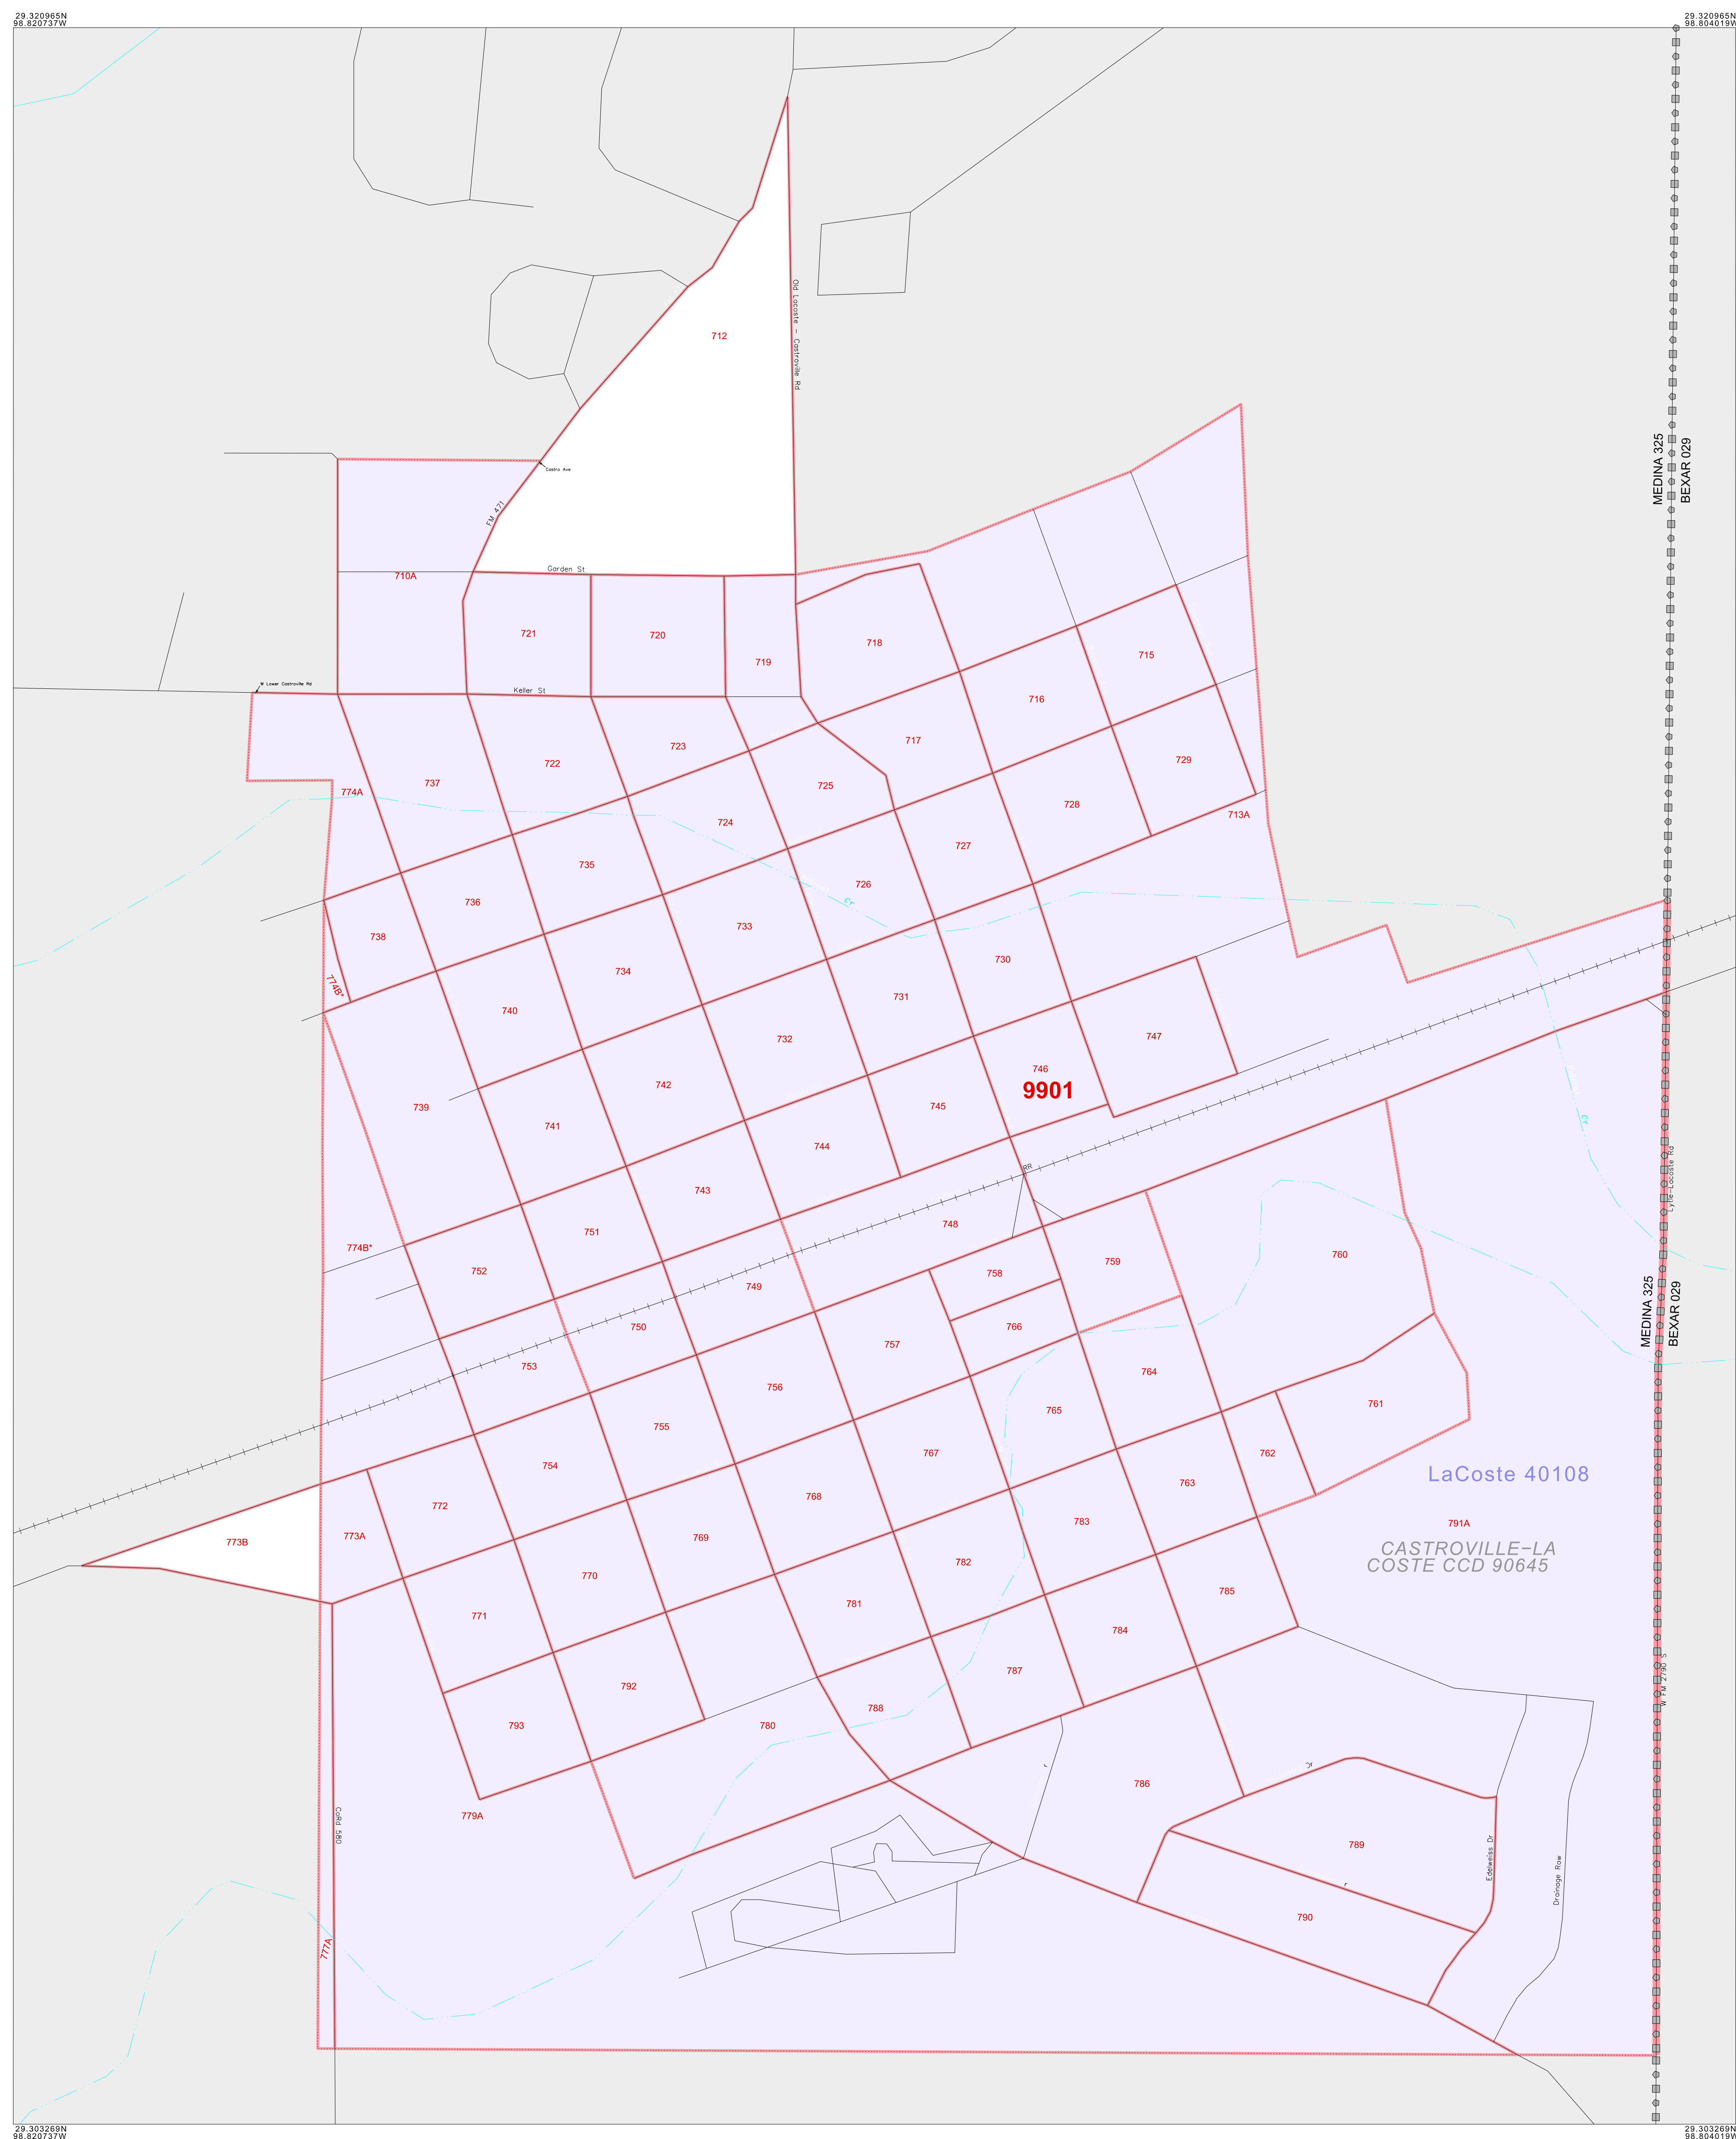 29.320965N
98.820737W
29.320965N
98.804019W
712
Old Lacoste - Castroville Rd
MEDINA 325
BEXAR 029
Castro Ave
FM 471
Garden St
710A
721
720
719
718
715
716
717
W Lower Castroville Rd
Keller St
737
722
723
725
729
728
774A
713A
724
727
735
726
736
Cr
738
733
734
730
774B*
740
731
732
747
746
742
9901
739
745
741
Cr
744
Lytle-Lacoste Rd
RR
743
748
751
774B*
760
759
752
758
749
MEDINA 325
BEXAR 029
750
766
757
753
764
756
761
765
755
762
767
754
LaCoste 40108
763
768
783
791A
772
769
773B
773A
CASTROVILLE-LA
COSTE CCD 90645
782
770
785
781
771
784
787
792
W FM 2790 S
788
793
780
r
Dr
786
779A
CoRd 580
789
Edelweiss Dr
Drainage Row
r
790
777A
29.303269N
98.820737W
29.303269N
98.804019W